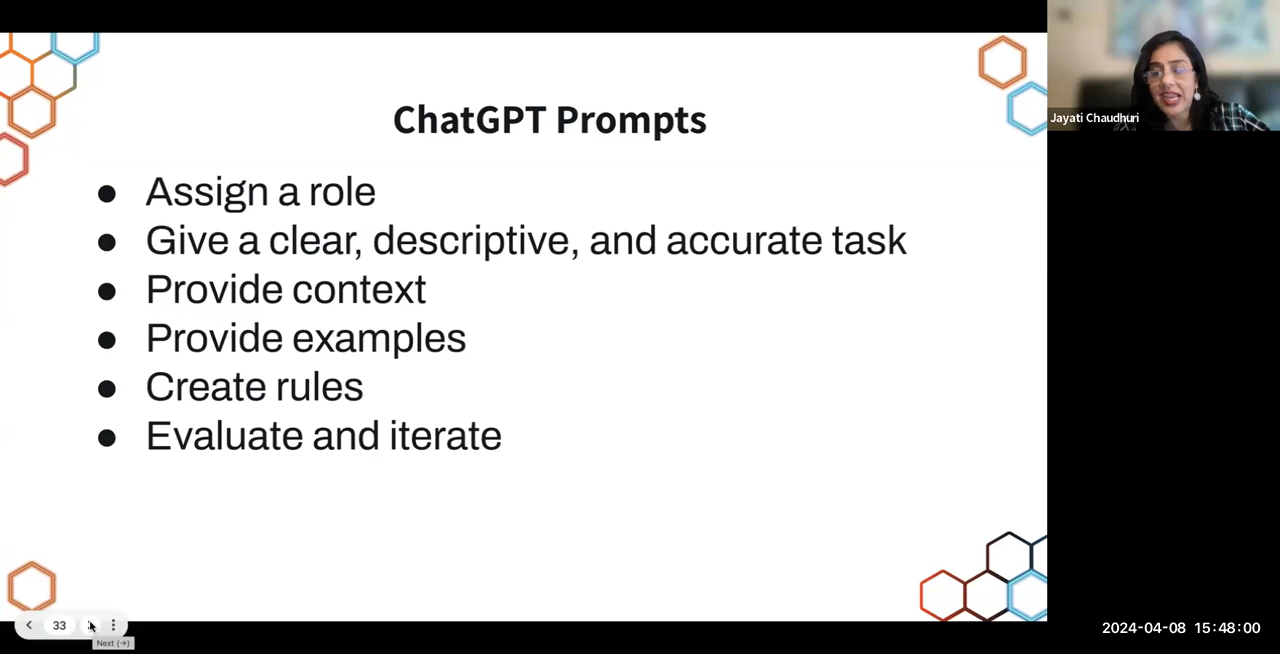 ChatGPT Prompts
● Assign a role
● Give a clear, descriptive, and accurate task
● Provide context
● Provide examples
● Create rules
● Evaluate and iterate
Jayati Chaudhuri
33
Next (→)
2024-04-08 15:48:00